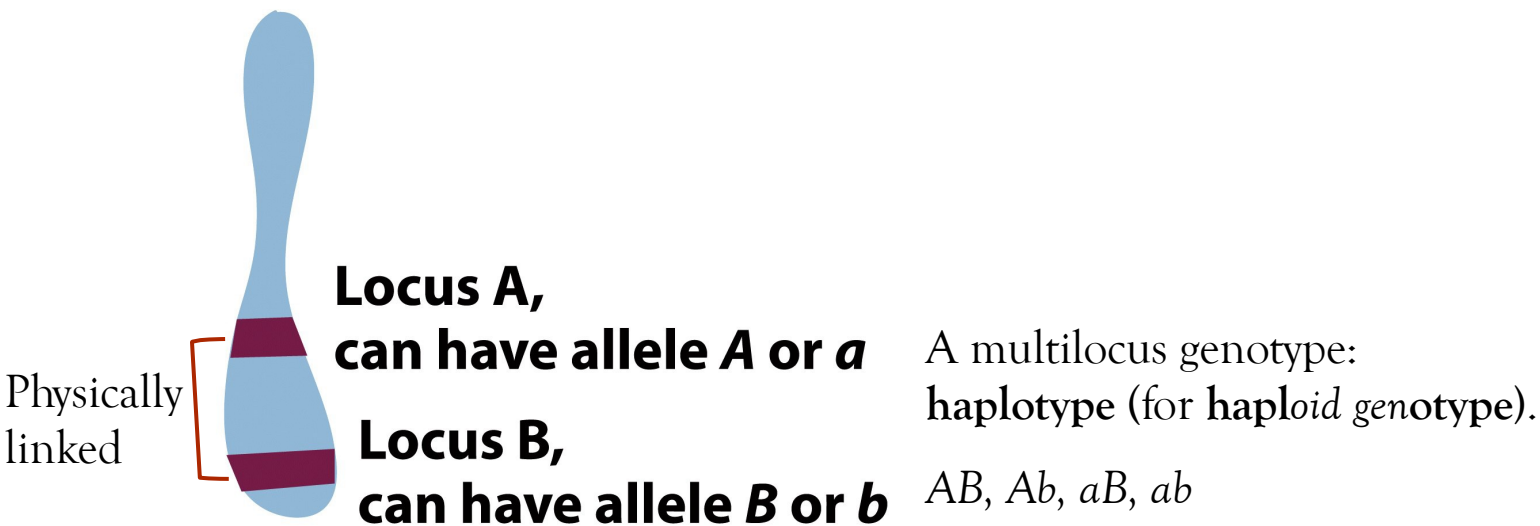 Locus A,
can have allele A or a
Physically
linked
Locus B,
can have allele B or b
A multilocus genotype:
haplotype (for haploid genotype).
AB, Ab, aB, ab